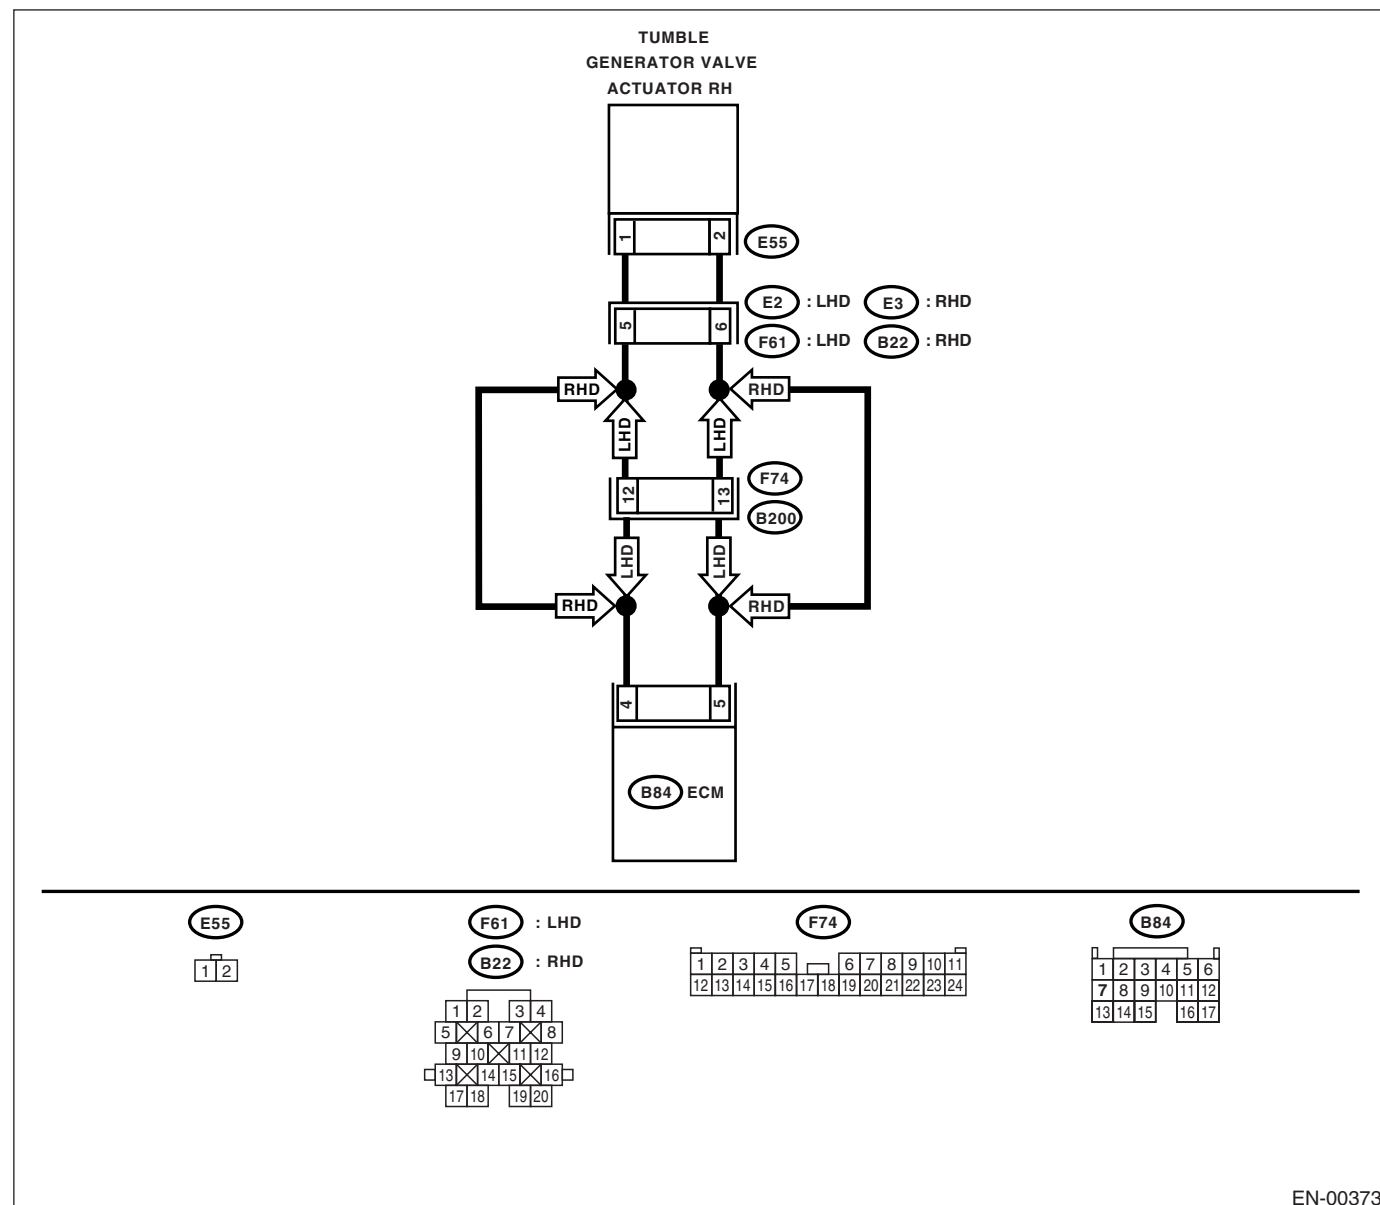 TUMBLE
GENERATOR VALVE
ACTUATOR RH
1 2 E55
E2 : LHD E3 : RHD
5 6
F61 : LHD B22 : RHD
RHD RHD
LHD LHD
F74
12 13
B200
LHD LHD
RHD RHD
4 5
B84 ECM
E55 F61 : LHD F74 B84
B22 : RHD
1 2
1 2 3 4
5 6 7 8
9 10 11 12
13 14 15 16
17 18 19 20
1 2 3 4 5 6 7 8 9 10 11
12 13 14 15 16 17 18 19 20 21 22 23 24
1 2 3 4 5 6
7 8 9 10 11 12
13 14 15 16 17
EN-00373